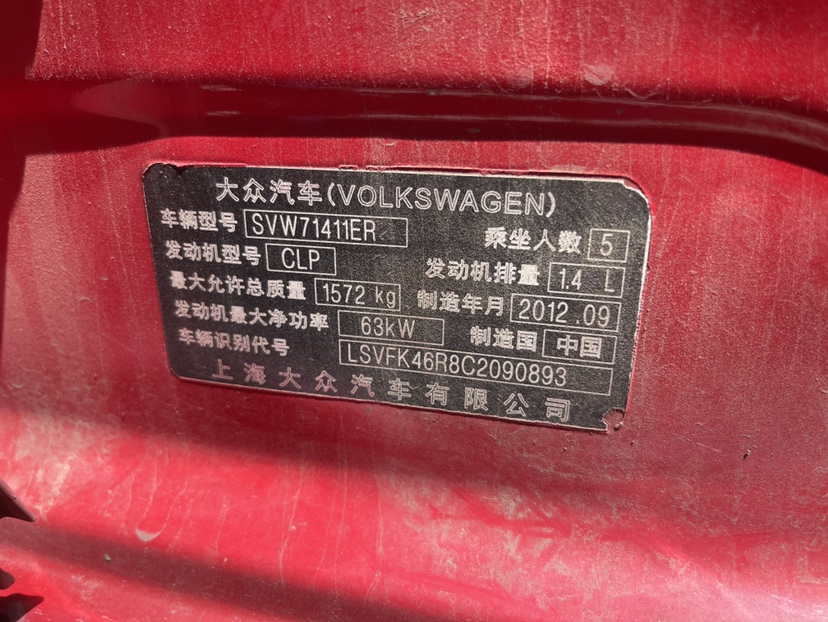 大众汽车(VOLKSWAGEN)
车辆型号 SVW71411ER 乘坐人数 5
发动机型号 CLP 发动机排量 1.4 L
最大允许总质量 1572 kg 制造年月 2012.09
发动机最大净功率 63kW 制造国 中国
车辆识别代号 LSVFK46R8C2090893
上海大众汽车有限公司